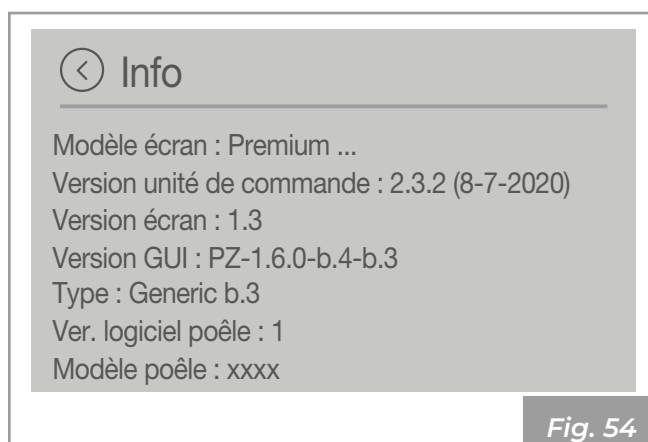 Info
Modèle écran : Premium ...
Version unité de commande : 2.3.2 (8-7-2020)
Version écran : 1.3
Version GUI : PZ-1.6.0-b.4-b.3
Type : Generic b.3
Ver. logiciel poêle : 1
Modèle poêle : xxxx
Fig. 54